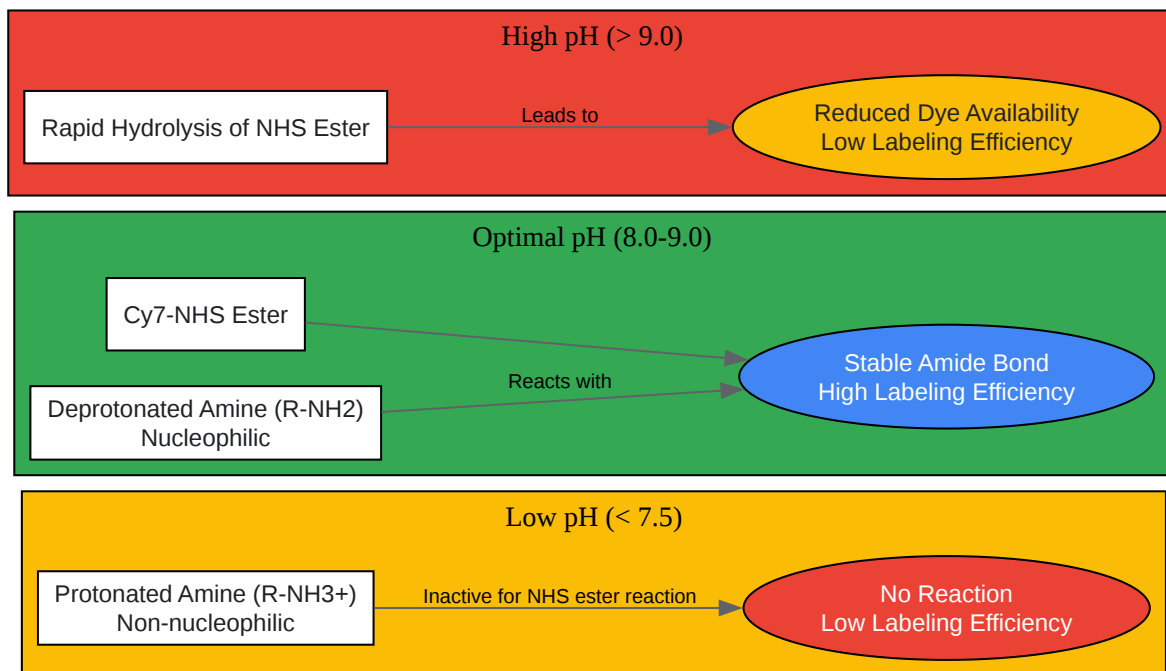 High pH (> 9.0)
Rapid Hydrolysis of NHS Ester
Leads to
Reduced Dye Availability
Low Labeling Efficiency
Optimal pH (8.0-9.0)
Cy7-NHS Ester
Deprotonated Amine (R-NH2)
Nucleophilic
Reacts with
Stable Amide Bond
High Labeling Efficiency
Low pH (< 7.5)
Protonated Amine (R-NH3+)
Non-nucleophilic
Inactive for NHS ester reaction
No Reaction
Low Labeling Efficiency